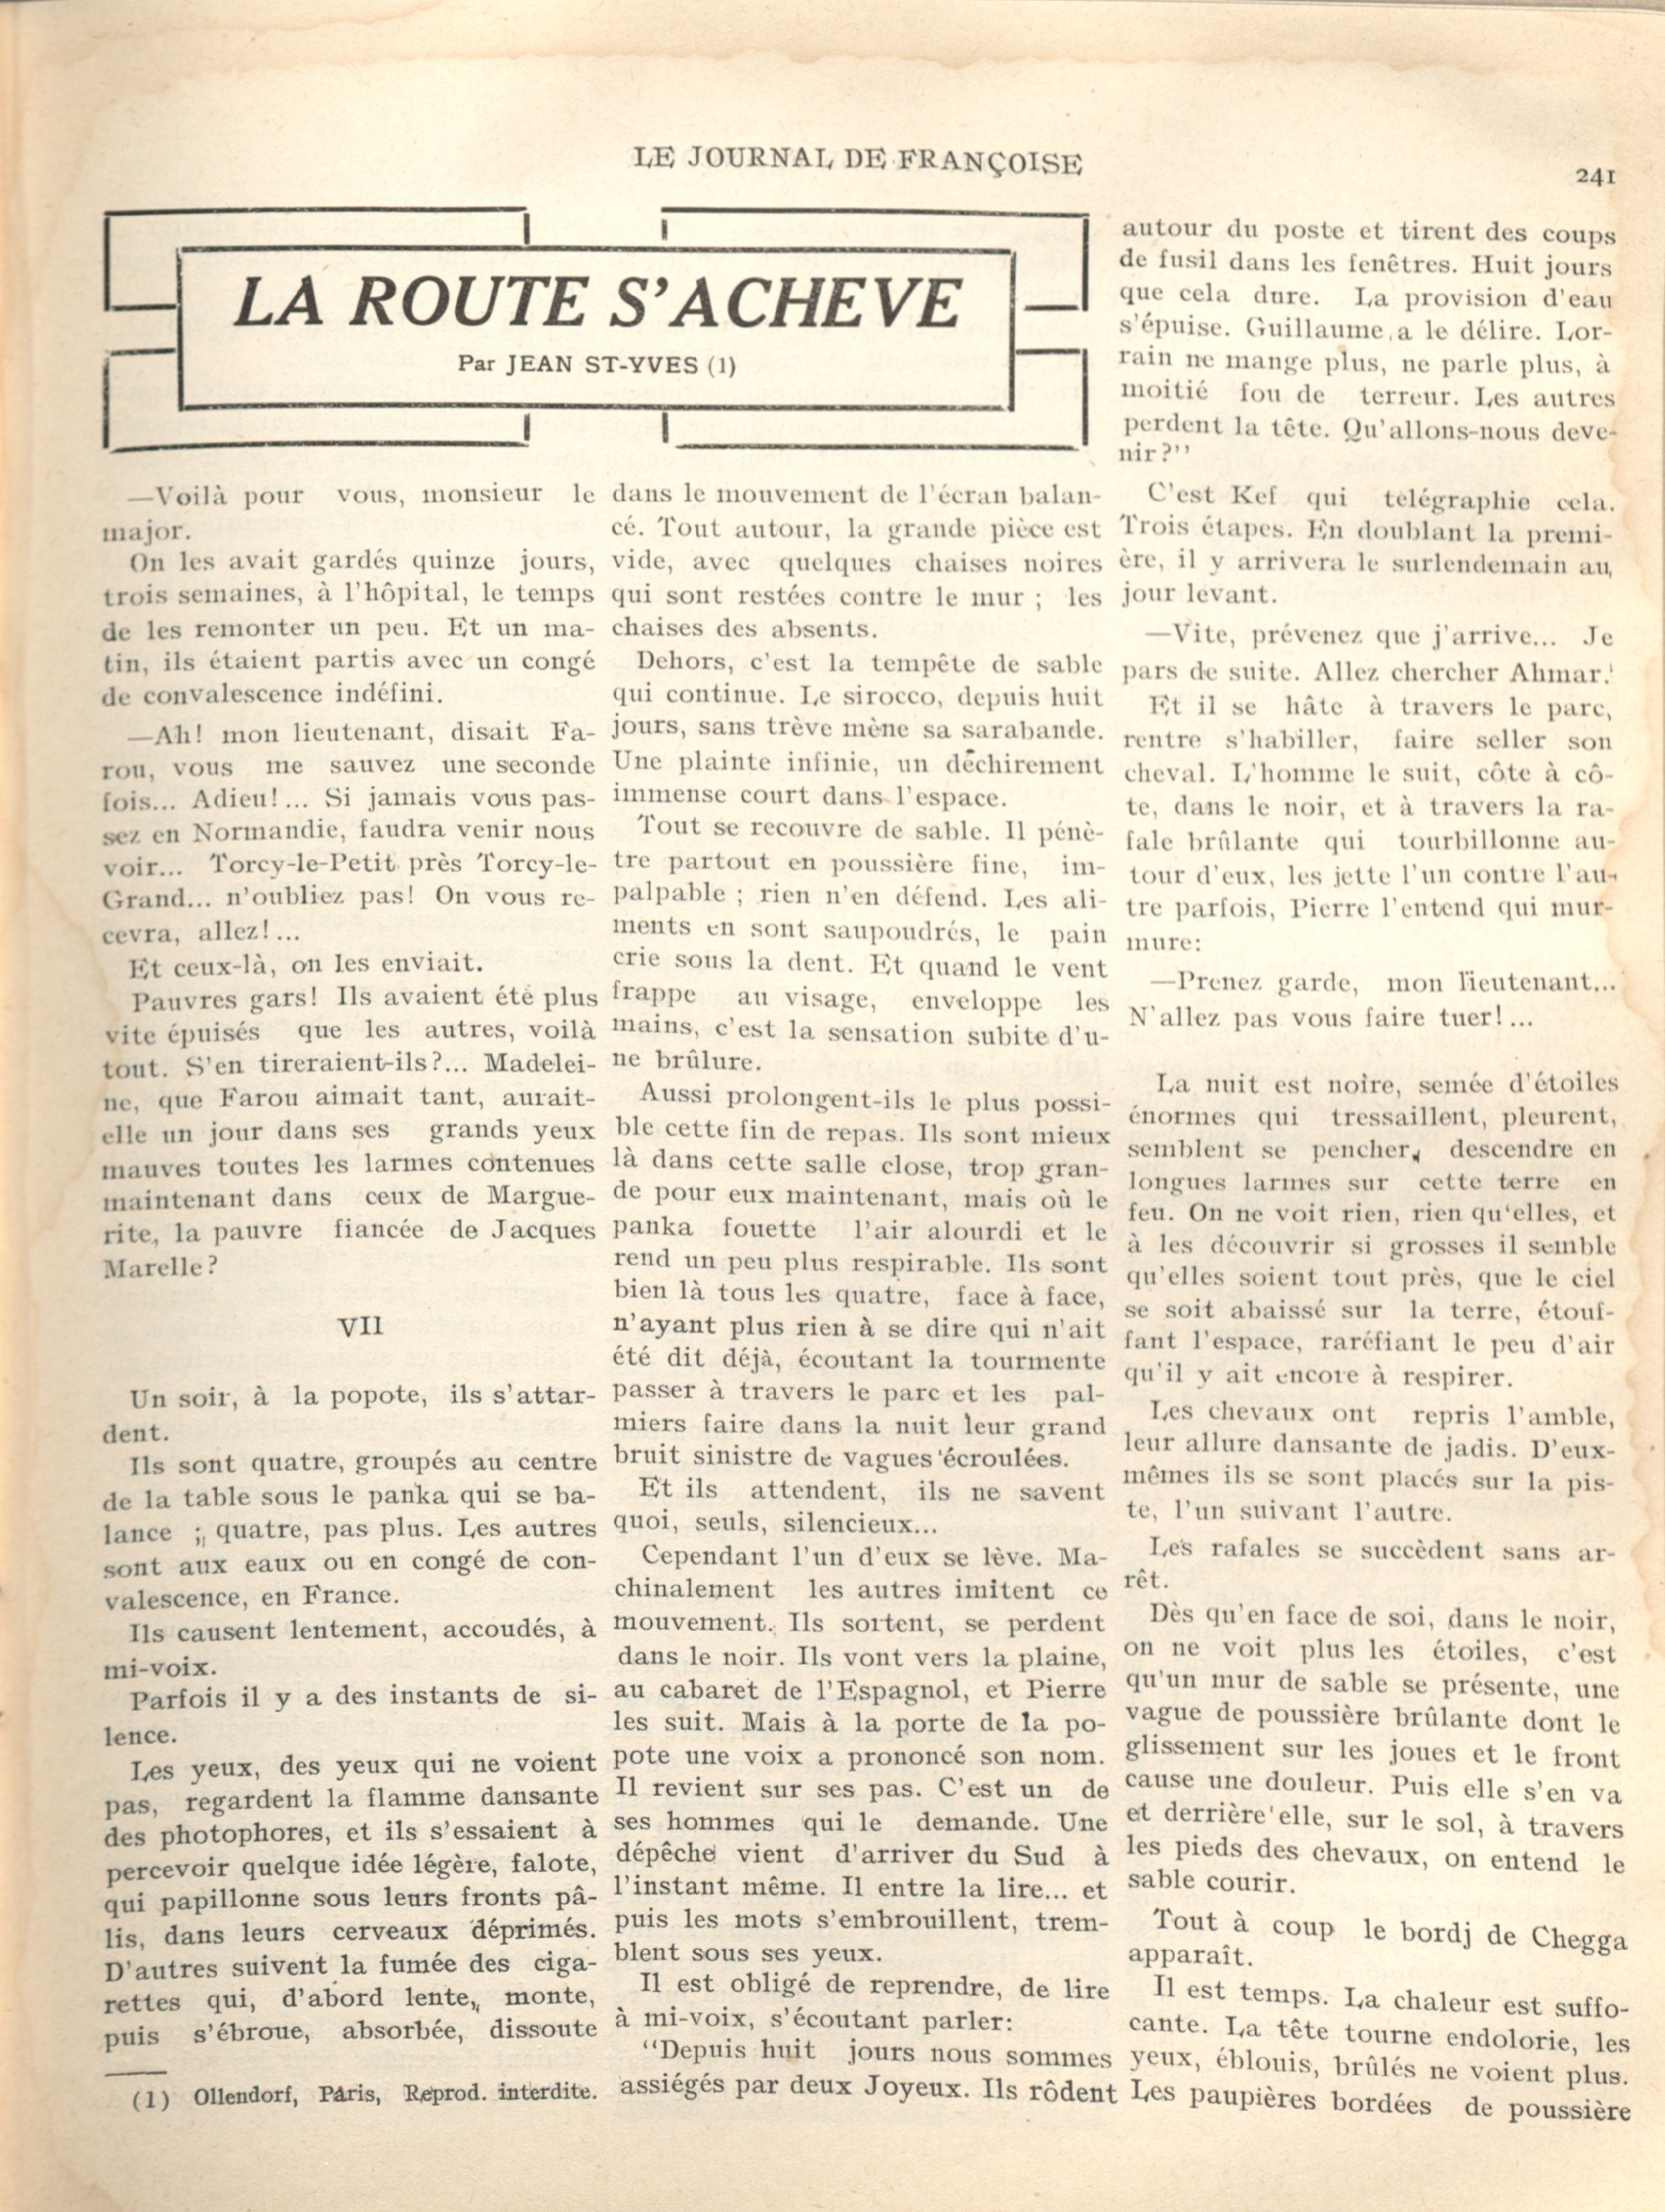 LE JOURNAL DE FRANÇOISE
241
LA ROUTE S'ACHEVE
Par JEAN ST-YVES (1)
—Voilà pour vous, monsieur le
major.
On les avait gardés quinze jours,
trois semaines, à l'hôpital, le temps
de les remonter un peu. Et un ma-
tin, ils étaient partis avec un congé
de convalescence indéfini.
—Ah! mon lieutenant, disait Fa-
rou, vous me sauvez une seconde
fois... Adieu!... Si jamais vous pas-
sez en Normandie, faudra venir nous
voir... Torcy-le-Petit près Torcy-le-
Grand... n'oubliez pas! On vous re-
cevra, allez!...
Et ceux-là, on les enviait.
Pauvres gars! Ils avaient été plus
vite épuisés que les autres, voilà
tout. S'en tireraient-ils?... Madelei-
ne, que Farou aimait tant, aurait-
elle un jour dans ses grands yeux
mauves toutes les larmes contenues
maintenant dans ceux de Margue-
rite, la pauvre fiancée de Jacques
Marelle?
VII
Un soir, à la popote, ils s'attar-
dent.
Ils sont quatre, groupés au centre
de la table sous le panka qui se ba-
lance ; quatre, pas plus. Les autres
sont aux eaux ou en congé de con-
valescence, en France.
Ils causent lentement, accoudés, à
mi-voix.
Parfois il y a des instants de si-
lence.
Les yeux, des yeux qui ne voient
pas, regardent la flamme dansante
des photophores, et ils s'essaient à
percevoir quelque idée légère, falote,
qui papillonne sous leurs fronts pâ-
lis, dans leurs cerveaux déprimés.
D'autres suivent la fumée des ciga-
rettes qui, d'abord lente, monte,
puis s'ébroue, absorbée, dissoute
(1) Ollendorf, Paris, Reprod. interdite.
dans le mouvement de l'écran balan-
cé. Tout autour, la grande pièce est
vide, avec quelques chaises noires
qui sont restées contre le mur ; les
chaises des absents.
Dehors, c'est la tempête de sable
qui continue. Le sirocco, depuis huit
jours, sans trève mène sa sarabande.
Une plainte infinie, un déchirement
immense court dans l'espace.
Tout se recouvre de sable. Il pénè-
tre partout en poussière fine, im-
palpable ; rien n'en défend. Les ali-
ments en sont saupoudrés, le pain
crie sous la dent. Et quand le vent
frappe au visage, enveloppe les
mains, c'est la sensation subite d'u-
ne brûlure.
Aussi prolongent-ils le plus possi-
ble cette fin de repas. Ils sont mieux
là dans cette salle close, trop gran-
de pour eux maintenant, mais où le
panka fouette l'air alourdi et le
rend un peu plus respirable. Ils sont
bien là tous les quatre, face à face,
n'ayant plus rien à se dire qui n'ait
été dit déjà, écoutant la tourmente
passer à travers le parc et les pal-
miers faire dans la nuit leur grand
bruit sinistre de vagues écroulées.
Et ils attendent, ils ne savent
quoi, seuls, silencieux...
Cependant l'un d'eux se lève. Ma-
chinalement les autres imitent ce
mouvement. Ils sortent, se perdent
dans le noir. Ils vont vers la plaine,
au cabaret de l'Espagnol, et Pierre
les suit. Mais à la porte de la po-
pote une voix a prononcé son nom.
Il revient sur ses pas. C'est un de
ses hommes qui le demande. Une
dépêche vient d'arriver du Sud à
l'instant même. Il entre la lire... et
puis les mots s'embrouillent, trem-
blent sous ses yeux.
Il est obligé de reprendre, de lire
à mi-voix, s'écoutant parler:
"Depuis huit jours nous sommes
assiégés par deux Joyeux. Ils rôdent
autour du poste et tirent des coups
de fusil dans les fenêtres. Huit jours
que cela dure. La provision d'eau
s'épuise. Guillaume a le délire. Lor-
rain ne mange plus, ne parle plus, à
moitié fou de terreur. Les autres
perdent la tête. Qu'allons-nous deve-
nir?''
C'est Kef qui telégraphie cela.
Trois étapes. En doublant la premi-
ère, il y arrivera le surlendemain au
jour levant.
—Vite, prévenez que j'arrive... Je
pars de suite. Allez chercher Ahmar.'
Et il se hâte à travers le parc,
rentre s'habiller, faire seller son
cheval. L'homme le suit, côte à cô-
te, dans le noir, et à travers la ra-
fale brûlante qui tourbillonne au-
tour d'eux, les jette l'un contre l'au-
tre parfois, Pierre l'entend qui mur-
mure:
—Prenez garde, mon lieutenant...
N'allez pas vous faire tuer!...
La nuit est noire, semée d'étoiles
énormes qui tressaillent, pleurent,
semblent se pencher, descendre en
longues larmes sur cette terre en
feu. On ne voit rien, rien qu'elles, et
à les découvrir si grosses il semble
qu'elles soient tout près, que le ciel
se soit abaissé sur la terre, étouf-
fant l'espace, raréfiant le peu d'air
qu'il y ait encore à respirer.
Les chevaux ont repris l'amble,
leur allure dansante de jadis. D'eux-
mêmes ils se sont placés sur la pis-
te, l'un suivant l'autre.
Les rafales se succèdent sans ar-
rêt.
Dès qu'en face de soi, dans le noir,
on ne voit plus les étoiles, c'est
qu'un mur de sable se présente, une
vague de poussière brûlante dont le
glissement sur les joues et le front
cause une douleur. Puis elle s'en va
et derrière elle, sur le sol, à travers
les pieds des chevaux, on entend le
sable courir.
Tout à coup le bordj de Chegga
apparaît.
Il est temps. La chaleur est suffo-
cante. La tête tourne endolorie, les
yeux, éblouis, brûlés ne voient plus.
Les paupières bordées de poussière